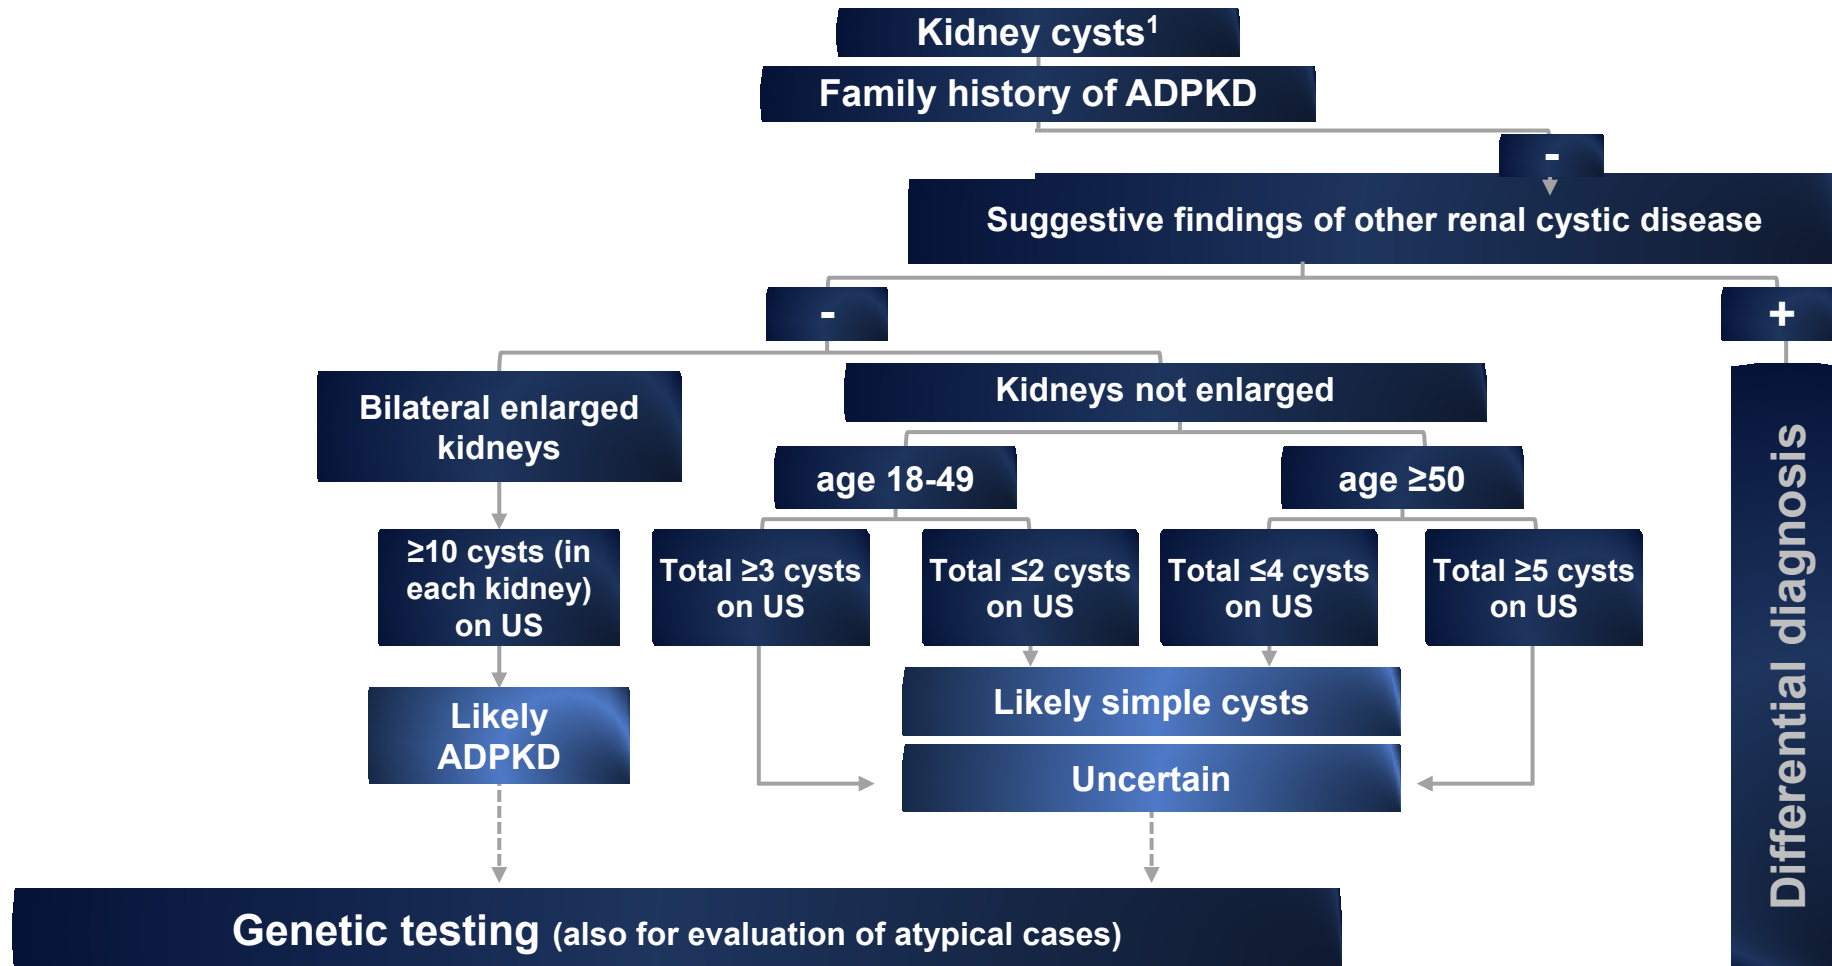 Kidney cysts¹
Family history of ADPKD
-
Suggestive findings of other renal cystic disease
-
+
Bilateral enlarged
kidneys
Kidneys not enlarged
age 18-49
age ≥50
≥10 cysts (in
each kidney)
on US
Total ≥3 cysts
on US
Total ≤2 cysts
on US
Total ≤4 cysts
on US
Total ≥5 cysts
on US
Likely
ADPKD
Likely simple cysts
Uncertain
Differential diagnosis
Genetic testing (also for evaluation of atypical cases)